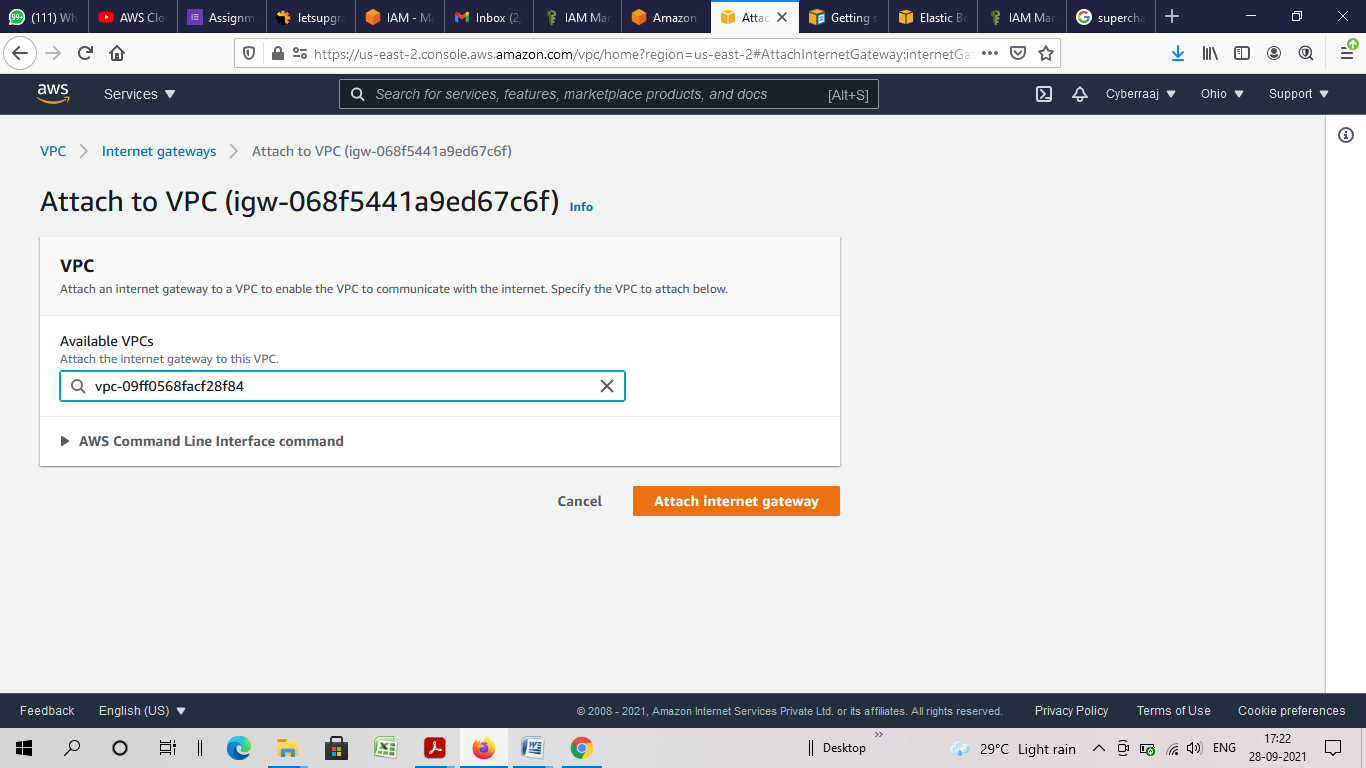 (111) Wh
AWS Clo
Assignm
letsupgra
IAM - Ma
Inbox (2,
IAM Man
Amazon
Attac
Getting s
Elastic Be
IAM Man
supercha
https://us-east-2.console.aws.amazon.com/vpc/home?region=us-east-2#AttachInternetGateway:internetGa
aws
Services
Search for services, features, marketplace products, and docs
[Alt+S]
Cyberraaj
Ohio
Support
VPC
Internet gateways
Attach to VPC (igw-068f5441a9ed67c6f)
Attach to VPC (igw-068f5441a9ed67c6f) Info
VPC
Attach an internet gateway to a VPC to enable the VPC to communicate with the internet. Specify the VPC to attach below.
Available VPCs
Attach the internet gateway to this VPC.
vpc-09ff0568facf28f84
AWS Command Line Interface command
Cancel
Attach internet gateway
Feedback
English (US)
© 2008 - 2021, Amazon Internet Services Private Ltd. or its affiliates. All rights reserved.
Privacy Policy
Terms of Use
Cookie preferences
Desktop
29°C Light rain
ENG
17:22
28-09-2021